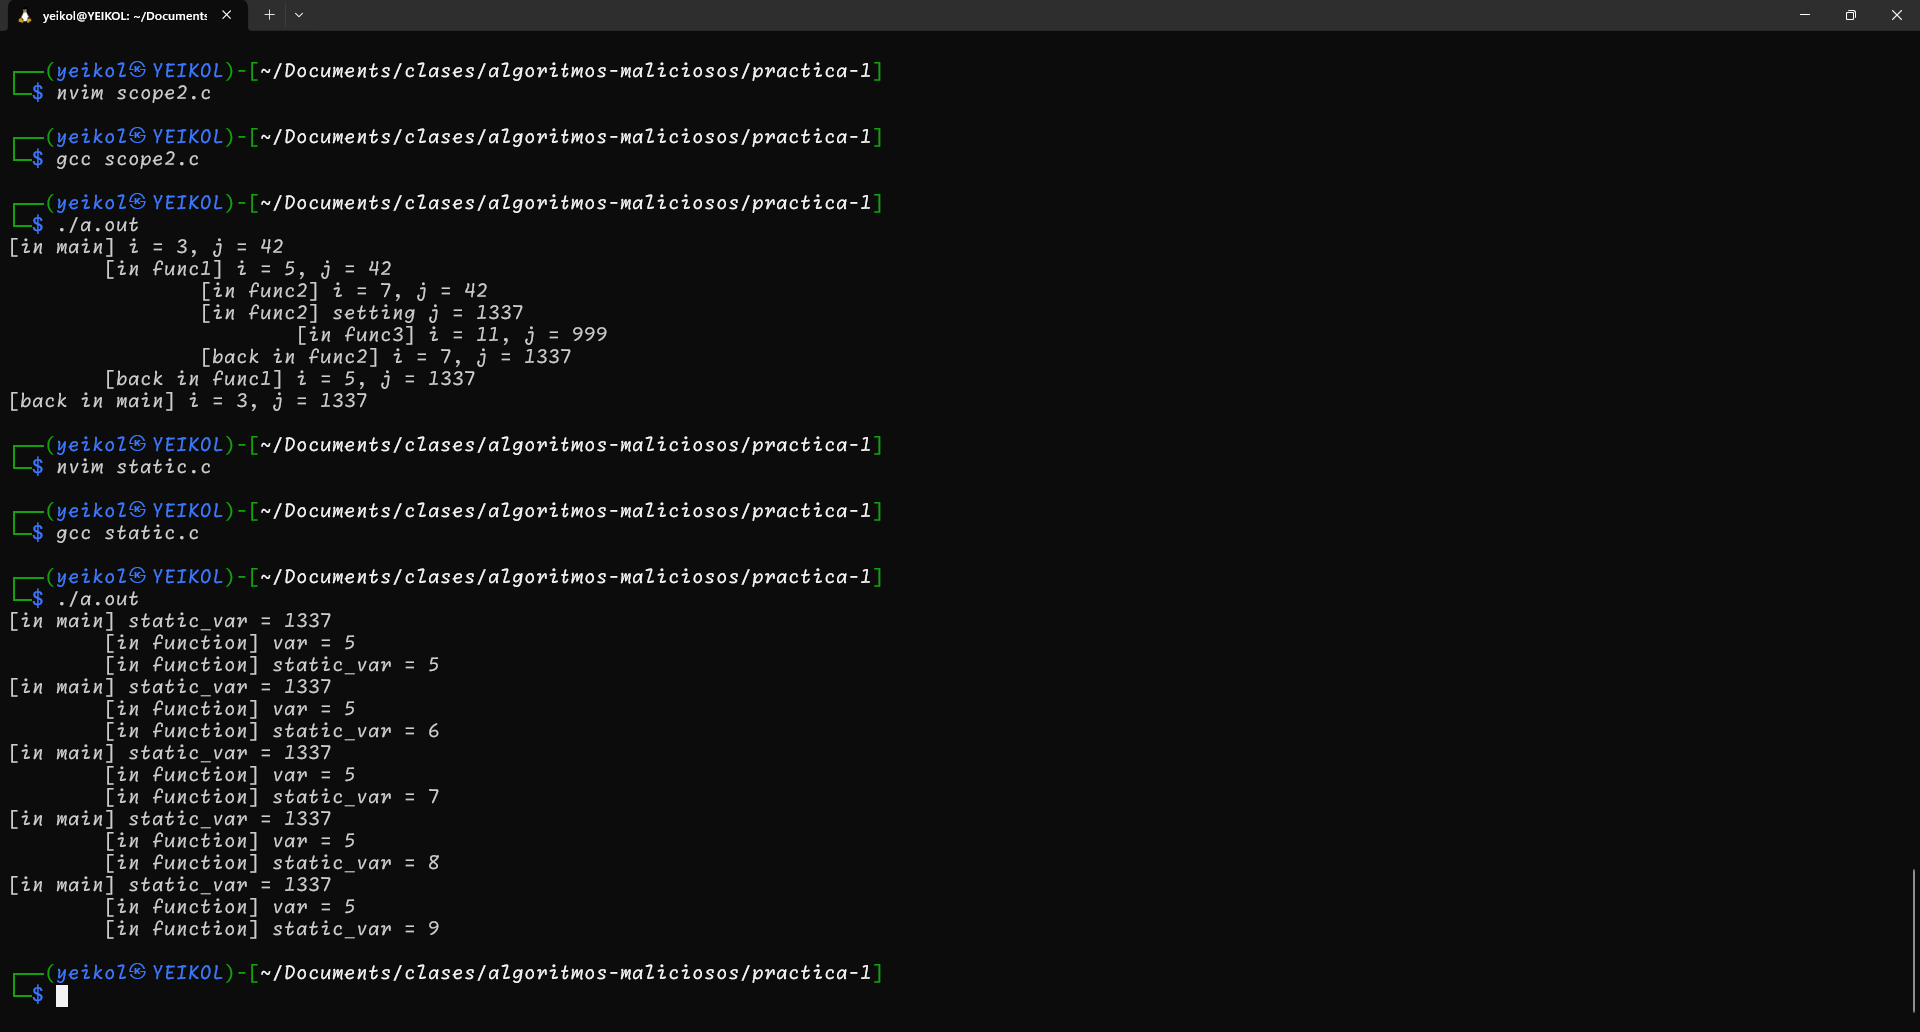 yeikol@YEIKOL: ~/Documents
(yeikol㉿YEIKOL)-[~/Documents/clases/algoritmos-maliciosos/practica-1]
$ nvim scope2.c
(yeikol㉿YEIKOL)-[~/Documents/clases/algoritmos-maliciosos/practica-1]
$ gcc scope2.c
(yeikol㉿YEIKOL)-[~/Documents/clases/algoritmos-maliciosos/practica-1]
$ ./a.out
[in main] i = 3, j = 42
[in func1] i = 5, j = 42
[in func2] i = 7, j = 42
[in func2] setting j = 1337
[in func3] i = 11, j = 999
[back in func2] i = 7, j = 1337
[back in func1] i = 5, j = 1337
[back in main] i = 3, j = 1337
(yeikol㉿YEIKOL)-[~/Documents/clases/algoritmos-maliciosos/practica-1]
$ nvim static.c
(yeikol㉿YEIKOL)-[~/Documents/clases/algoritmos-maliciosos/practica-1]
$ gcc static.c
(yeikol㉿YEIKOL)-[~/Documents/clases/algoritmos-maliciosos/practica-1]
$ ./a.out
[in main] static_var = 1337
[in function] var = 5
[in function] static_var = 5
[in main] static_var = 1337
[in function] var = 5
[in function] static_var = 6
[in main] static_var = 1337
[in function] var = 5
[in function] static_var = 7
[in main] static_var = 1337
[in function] var = 5
[in function] static_var = 8
[in main] static_var = 1337
[in function] var = 5
[in function] static_var = 9
(yeikol㉿YEIKOL)-[~/Documents/clases/algoritmos-maliciosos/practica-1]
$